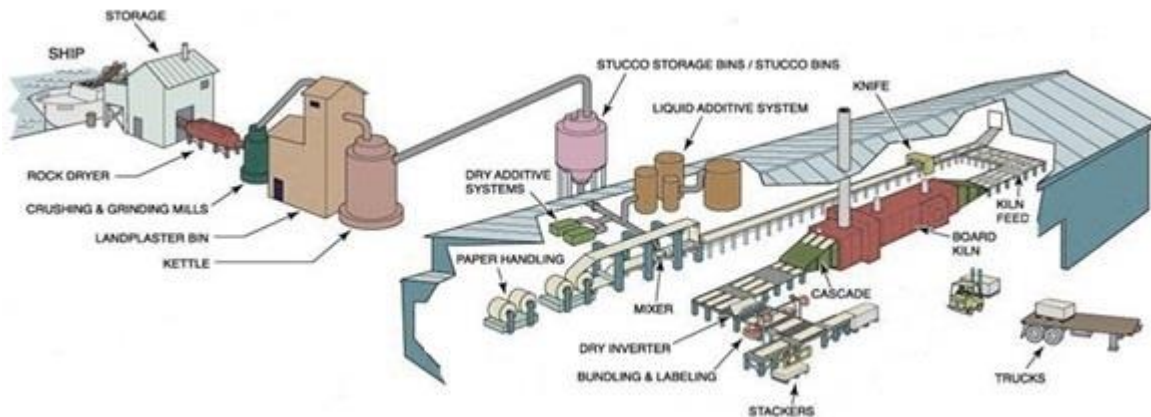 STORAGE
SHIP
STUCCO STORAGE BINS / STUCCO BINS
KNIFE
LIQUID ADDITIVE SYSTEM
ROCK DRYER
DRY ADDITIVE
SYSTEMS
CRUSHING & GRINDING MILLS
KILN
FEED
LANDPLASTER BIN
BOARD
KILN
KETTLE
PAPER HANDLING
CASCADE
MIXER
DRY INVERTER
BUNDLING & LABELING
TRUCKS
STACKERS